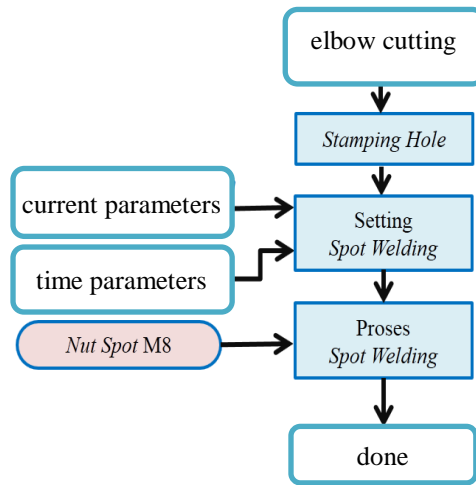 elbow cutting
Stamping Hole
current parameters
Setting
Spot Welding
time parameters
Nut Spot M8
Proses
Spot Welding
done